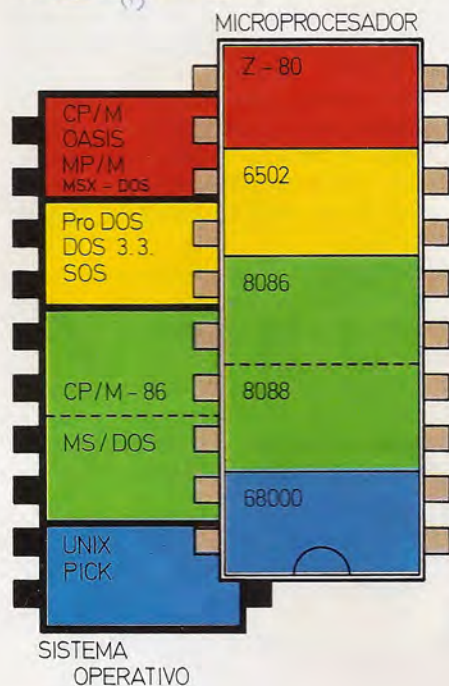 MICROPROCESADOR
Z-80
6502
8086
8088
68000
CP/M
OASIS
MP/M
MSX-DOS
Pro DOS
DOS 3.3.
SOS
CP/M-86
MS/DOS
UNIX
PICK
SISTEMA
OPERATIVO